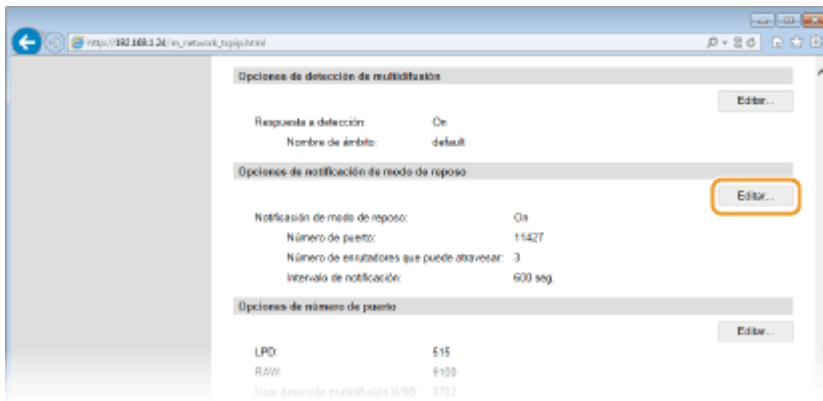 http://192.168.1.24/m_network_tcpip.html
Opciones de detección de multidifusión
Editar...
Respuesta a detección: On
Nombre de ámbito: default
Opciones de notificación de modo de reposo
Editar...
Notificación de modo de reposo: On
Número de puerto: 11427
Número de enrutadores que puede atravesar: 3
Intervalo de notificación: 600 seg.
Opciones de número de puerto
Editar...
LPD: 515
RAW: 9100
Usar detección multidifusión WSD: 3702